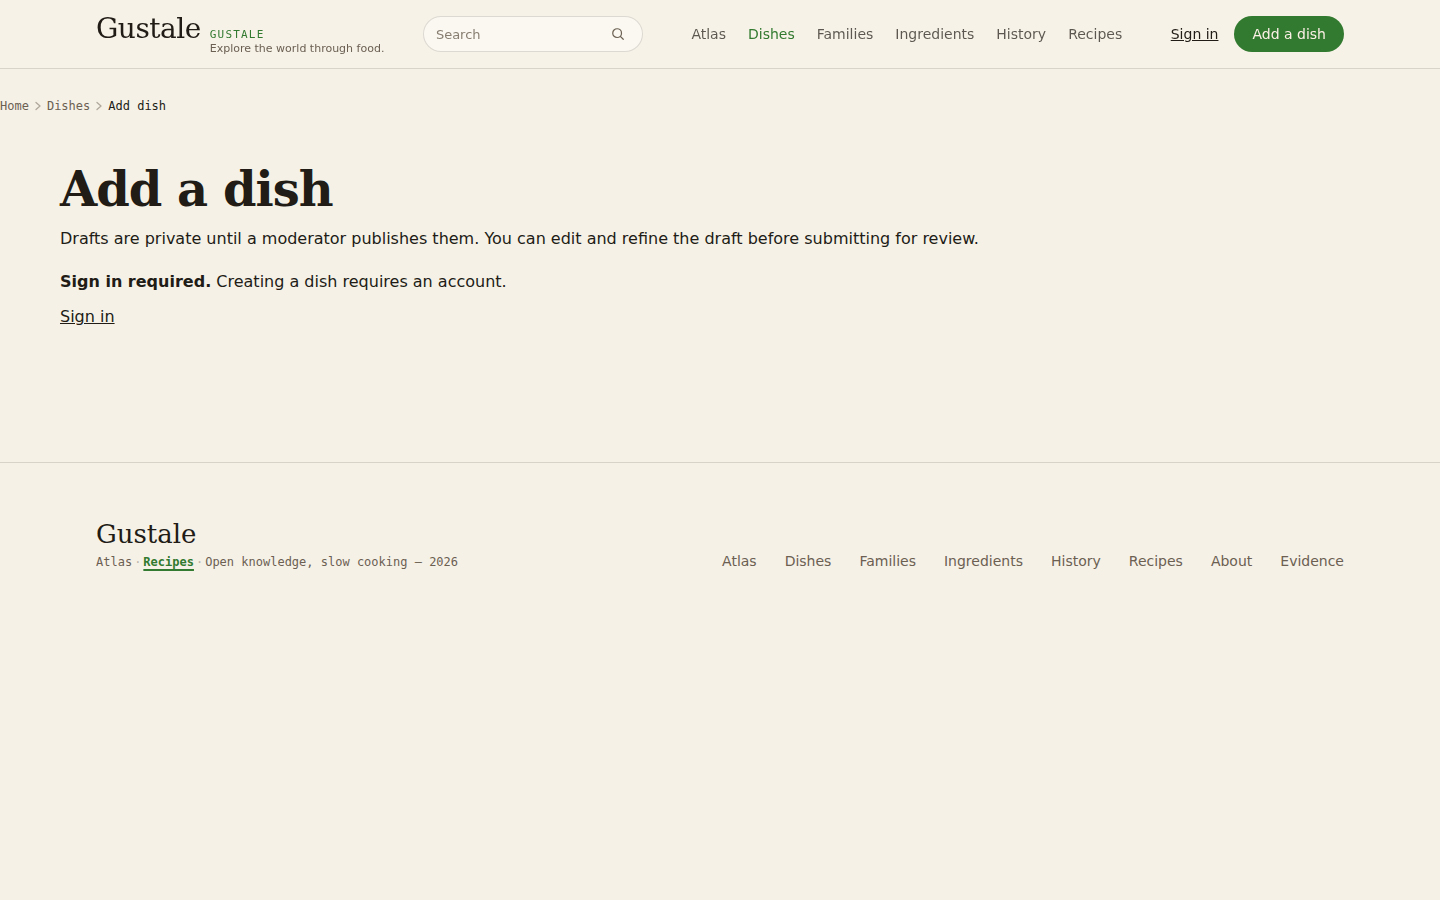 Gustale GUSTALE
Explore the world through food.
Search
Atlas Dishes Families Ingredients History Recipes
Sign in Add a dish
Home > Dishes > Add dish
Add a dish
Drafts are private until a moderator publishes them. You can edit and refine the draft before submitting for review.
Sign in required. Creating a dish requires an account.
Sign in
Gustale
Atlas · Recipes · Open knowledge, slow cooking — 2026
Atlas Dishes Families Ingredients History Recipes About Evidence